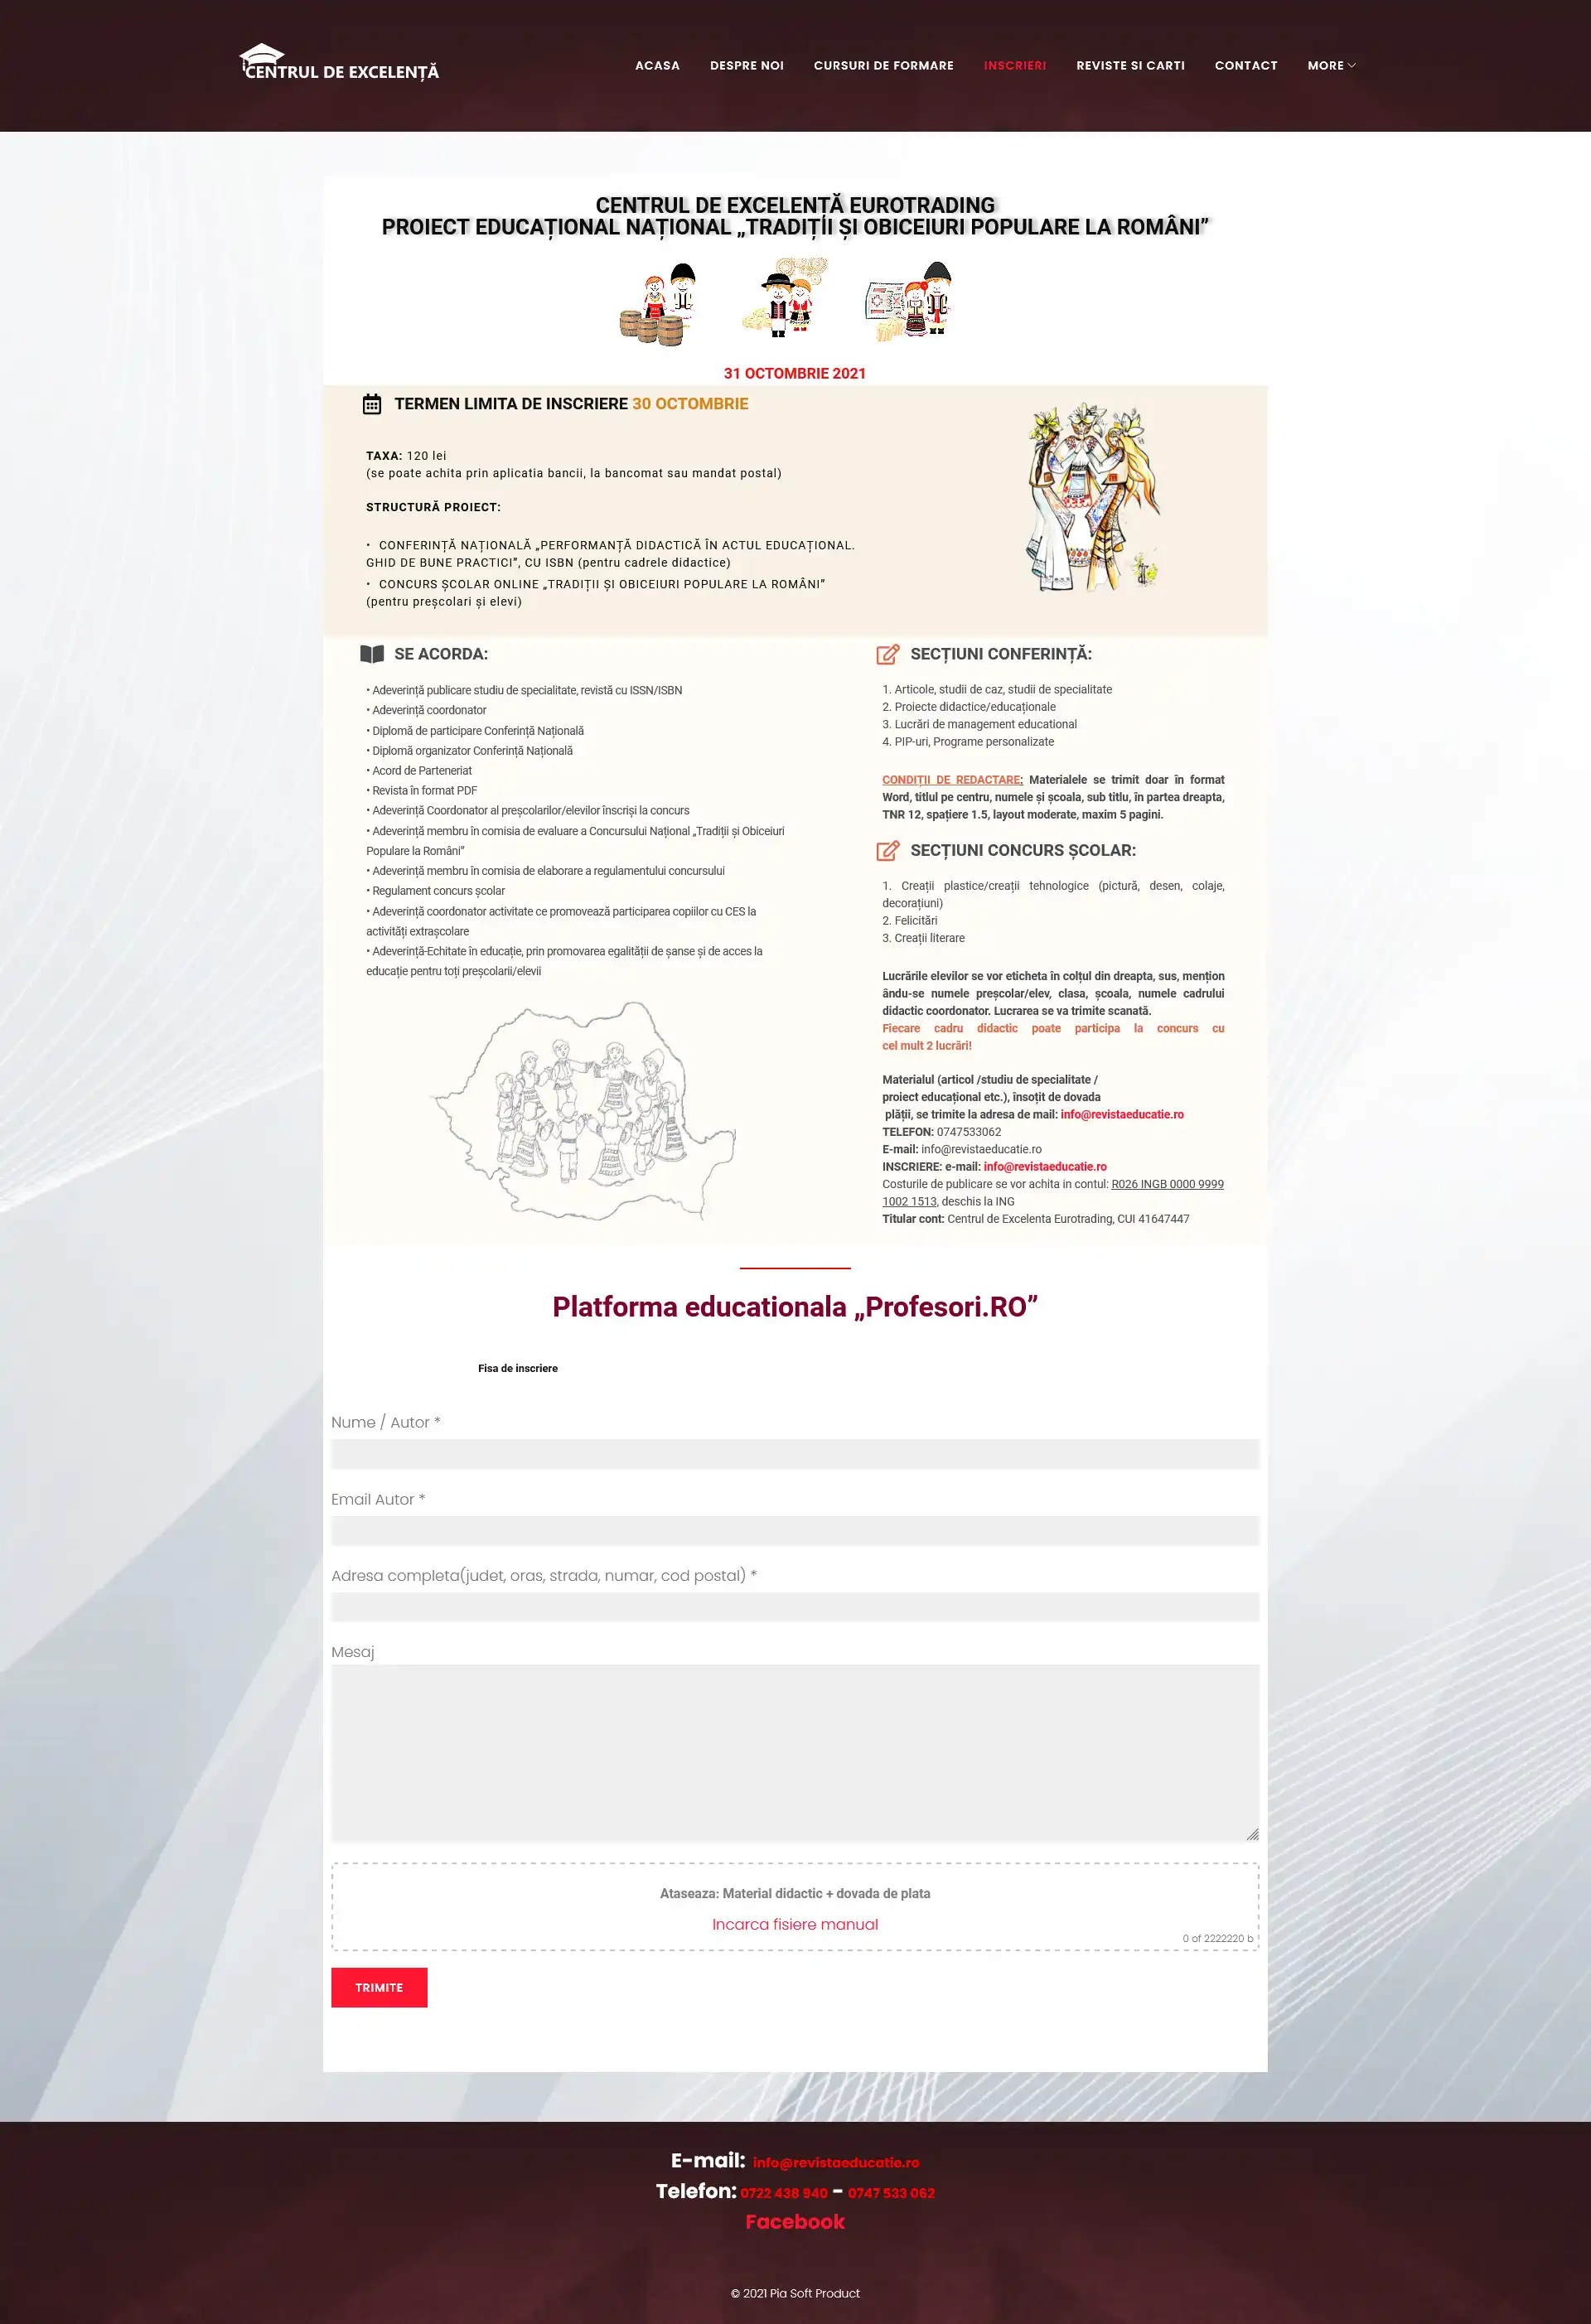 CENTRUL DE EXCELENȚĂ
ACASA
DESPRE NOI
CURSURI DE FORMARE
INSCRIERI
REVISTE SI CARTI
CONTACT
MORE
CENTRUL DE EXCELENȚĂ EUROTRADING
PROIECT EDUCAȚIONAL NAȚIONAL „TRADIȚII ȘI OBICEIURI POPULARE LA ROMÂNI”
31 OCTOMBRIE 2021
TERMEN LIMITA DE INSCRIERE 30 OCTOMBRIE
TAXA: 120 lei
(se poate achita prin aplicatia bancii, la bancomat sau mandat postal)
STRUCTURĂ PROIECT:
• CONFERINȚĂ NAȚIONALĂ „PERFORMANȚĂ DIDACTICĂ ÎN ACTUL EDUCAȚIONAL.
GHID DE BUNE PRACTICI”, CU ISBN (pentru cadrele didactice)
• CONCURS ȘCOLAR ONLINE „TRADIȚII ȘI OBICEIURI POPULARE LA ROMÂNI”
(pentru preșcolari și elevi)
SE ACORDA:
• Adeverință publicare studiu de specialitate, revistă cu ISSN/ISBN
• Adeverință coordonator
• Diplomă de participare Conferință Națională
• Diplomă organizator Conferință Națională
• Acord de Parteneriat
• Revista în format PDF
• Adeverință Coordonator al preșcolarilor/elevilor înscriși la concurs
• Adeverință membru în comisia de evaluare a Concursului Național „Tradiții și Obiceiuri
Populare la Români”
• Adeverință membru în comisia de elaborare a regulamentului concursului
• Regulament concurs școlar
• Adeverință coordonator activitate ce promovează participarea copiilor cu CES la
activități extrașcolare
• Adeverință-Echitate în educație, prin promovarea egalității de șanse și de acces la
educație pentru toți preșcolarii/elevii
SECȚIUNI CONFERINȚĂ:
1. Articole, studii de caz, studii de specialitate
2. Proiecte didactice/educaționale
3. Lucrări de management educational
4. PIP-uri, Programe personalizate
CONDIȚII DE REDACTARE: Materialele se trimit doar în format
Word, titlul pe centru, numele și școala, sub titlu, în partea dreapta,
TNR 12, spațiere 1.5, layout moderate, maxim 5 pagini.
SECȚIUNI CONCURS ȘCOLAR:
1. Creații plastice/creații tehnologice (pictură, desen, colaje,
decorațiuni)
2. Felicitări
3. Creații literare
Lucrările elevilor se vor eticheta în colțul din dreapta, sus, mențion
ându-se numele preșcolar/elev, clasa, școala, numele cadrului
didactic coordonator. Lucrarea se va trimite scanată.
Fiecare cadru didactic poate participa la concurs cu
cel mult 2 lucrări!
Materialul (articol /studiu de specialitate /
proiect educațional etc.), însoțit de dovada
plății, se trimite la adresa de mail: info@revistaeducatie.ro
TELEFON: 0747533062
E-mail: info@revistaeducatie.ro
INSCRIERE: e-mail: info@revistaeducatie.ro
Costurile de publicare se vor achita in contul: R026 INGB 0000 9999
1002 1513, deschis la ING
Titular cont: Centrul de Excelenta Eurotrading, CUI 41647447
Platforma educationala „Profesori.RO”
Fisa de inscriere
Nume / Autor *
Email Autor *
Adresa completa(judet, oras, strada, numar, cod postal) *
Mesaj
Ataseaza: Material didactic + dovada de plata
Incarca fisiere manual
0 of 2222220 b
TRIMITE
E-mail: info@revistaeducatie.ro
Telefon: 0722 438 940 - 0747 533 062
Facebook
© 2021 Pia Soft Product